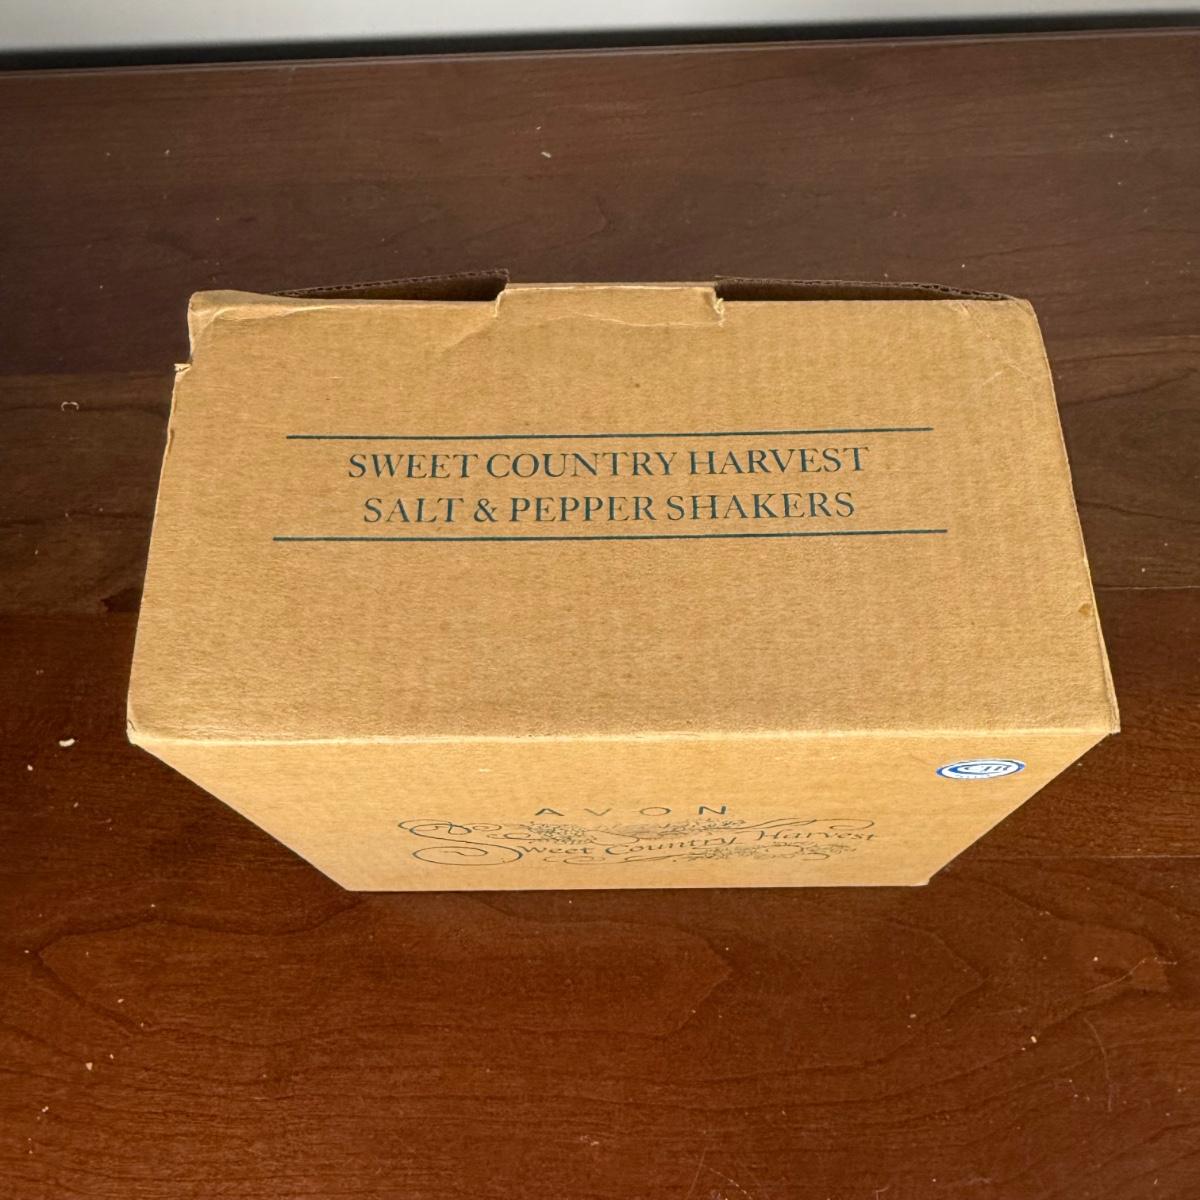 SWEET COUNTRY HARVEST
SALT & PEPPER SHAKERS
AVON
Sweet Country Harvest